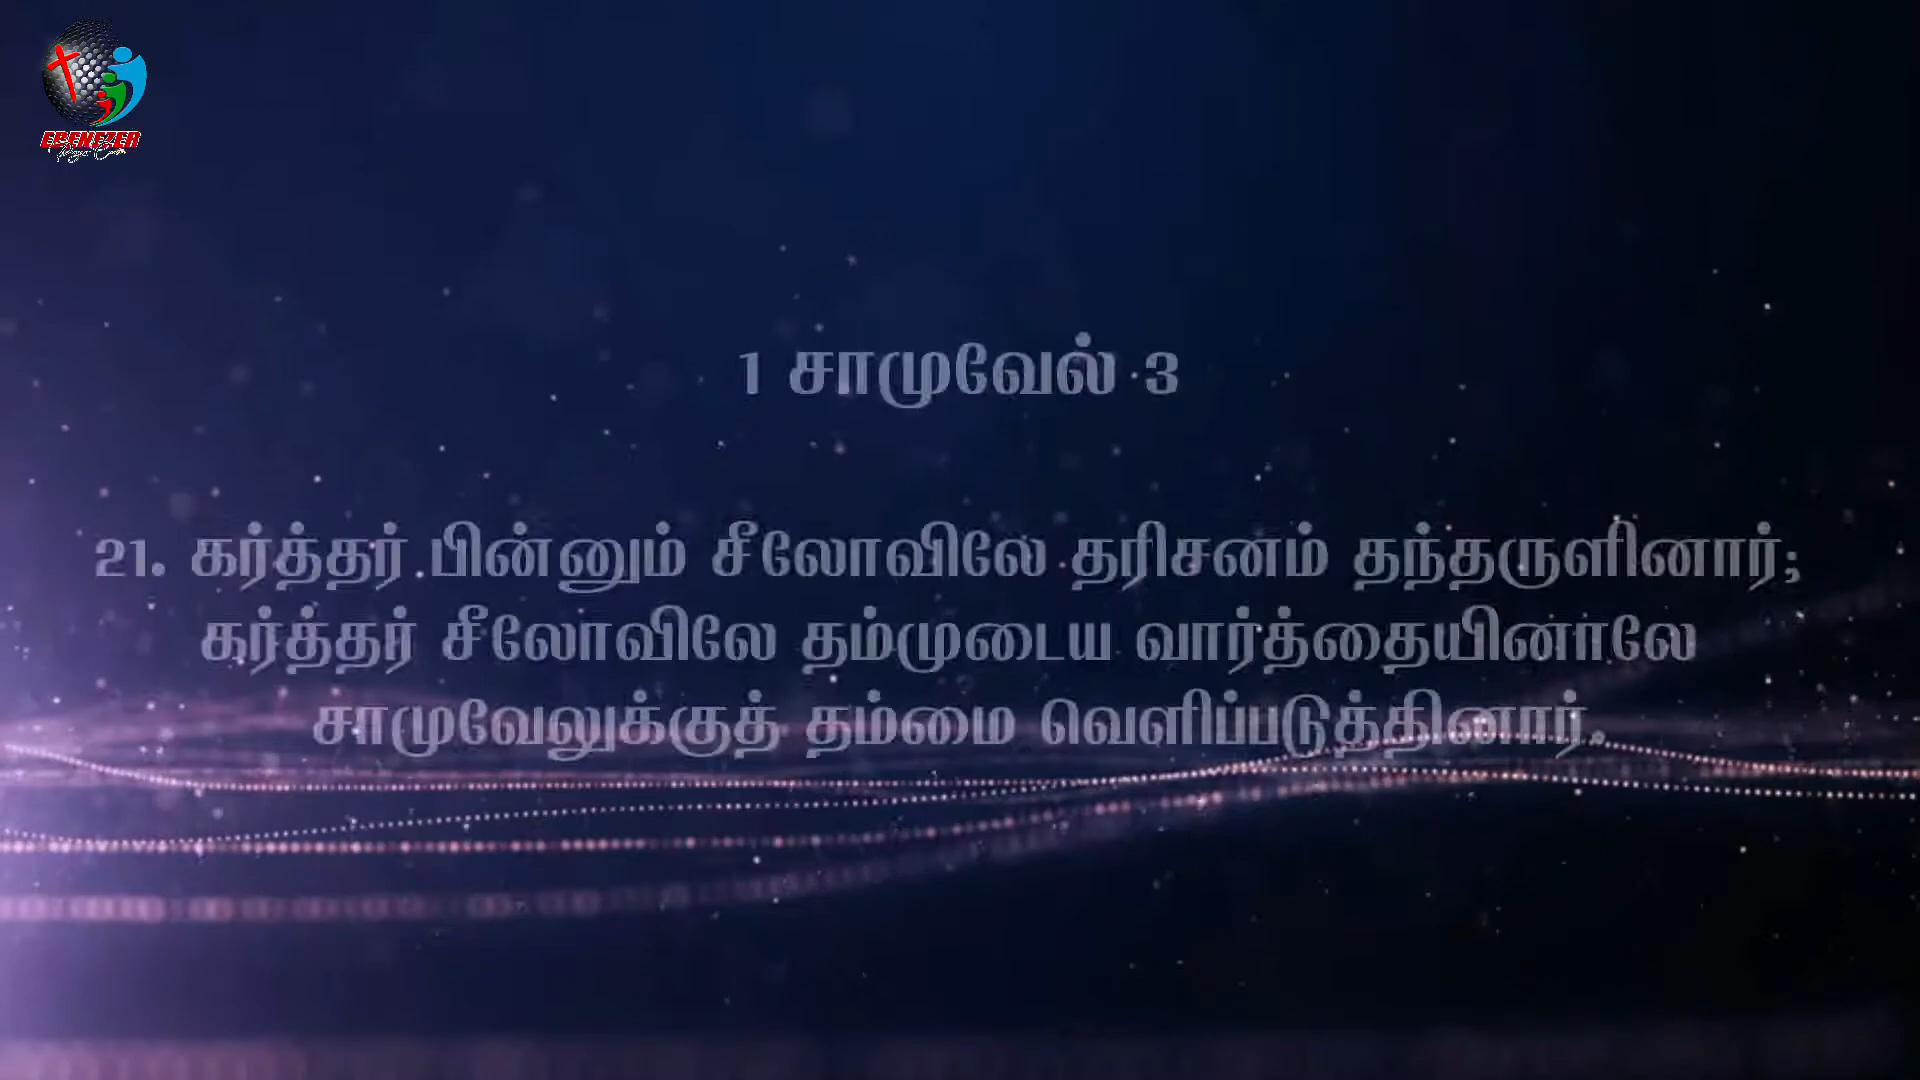 EBENEZER
1 சாமுவேல் 3
21. கர்த்தர் பின்னும் சீலோவிலே தரிசனம் தந்தருளினார்;
கர்த்தர் சீலோவிலே தம்முடைய வார்த்தையினாலே
சாமுவேலுக்குத் தம்மை வெளிப்படுத்தினார்.